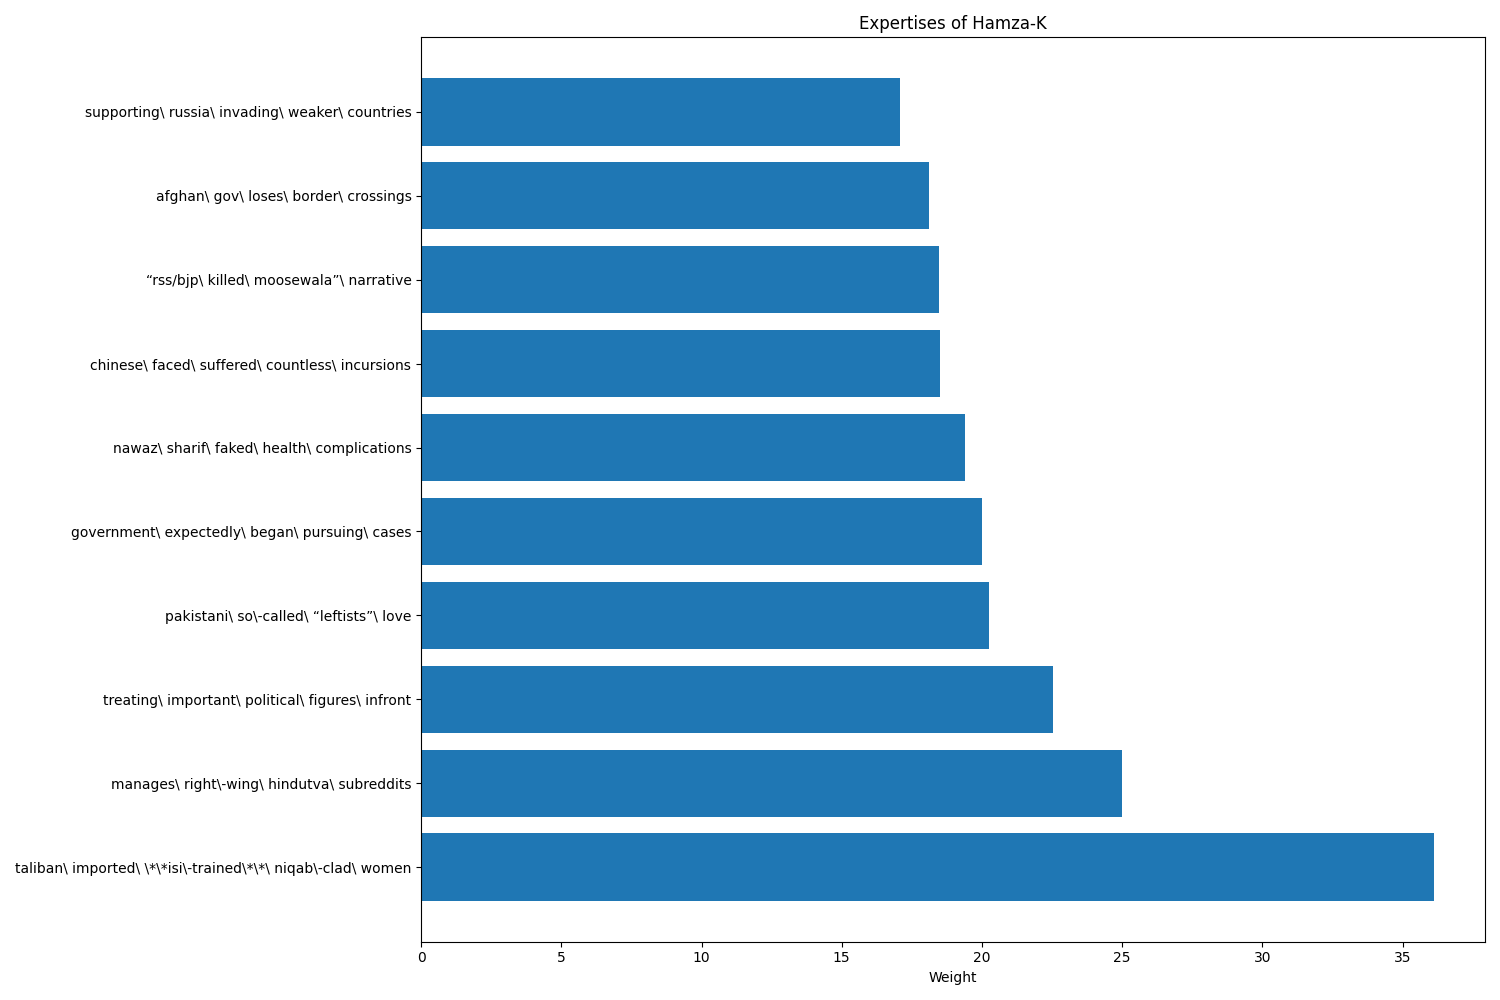 Expertises of Hamza-K
supporting\ russia\ invading\ weaker\ countries
afghan\ gov\ loses\ border\ crossings
“rss/bjp\ killed\ moosewala”\ narrative
chinese\ faced\ suffered\ countless\ incursions
nawaz\ sharif\ faked\ health\ complications
government\ expectedly\ began\ pursuing\ cases
pakistani\ so\-called\ “leftists”\ love
treating\ important\ political\ figures\ infront
manages\ right\-wing\ hindutva\ subreddits
taliban\ imported\ \*\*isi\-trained\*\*\ niqab\-clad\ women
0 5 10 15 20 25 30 35
Weight